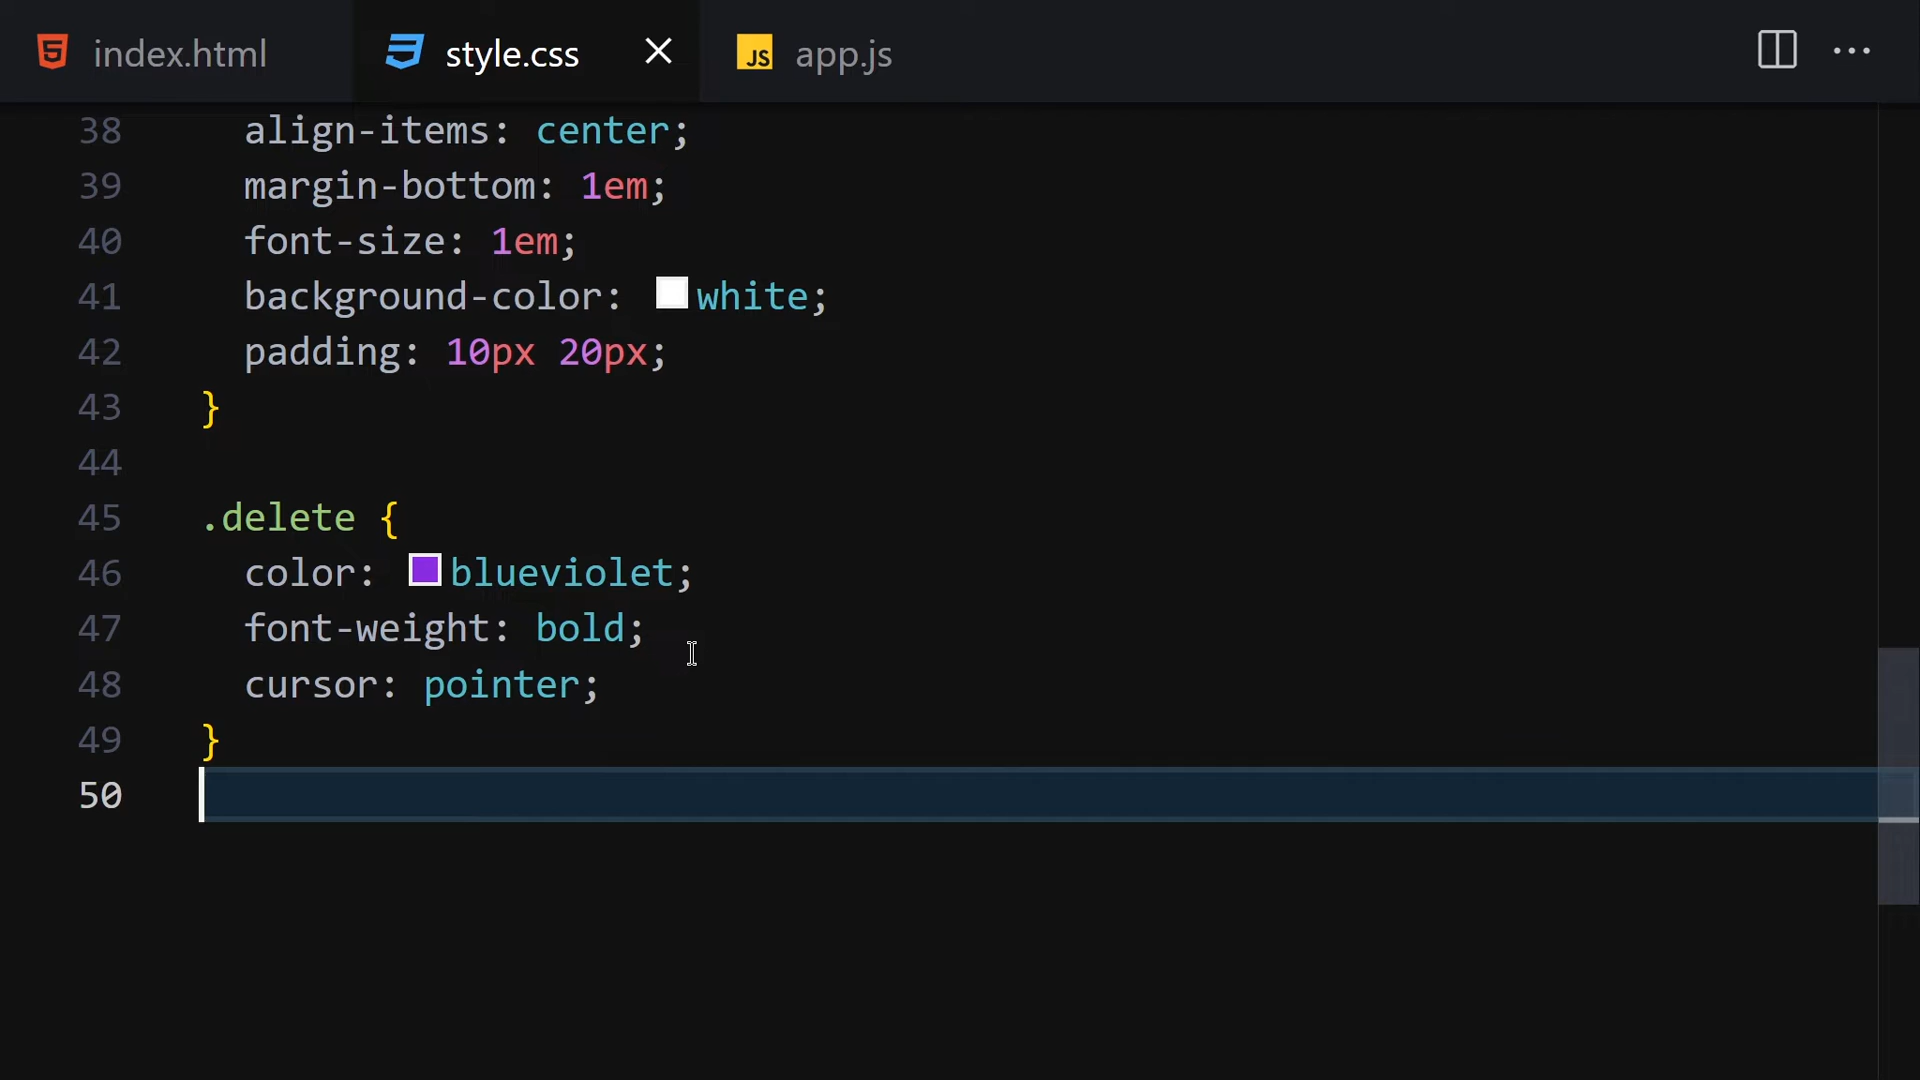 index.html style.css app.js
38 align-items: center;
39 margin-bottom: 1em;
40 font-size: 1em;
41 background-color: white;
42 padding: 10px 20px;
43 }
44
45 .delete {
46 color: blueviolet;
47 font-weight: bold;
48 cursor: pointer;
49 }
50